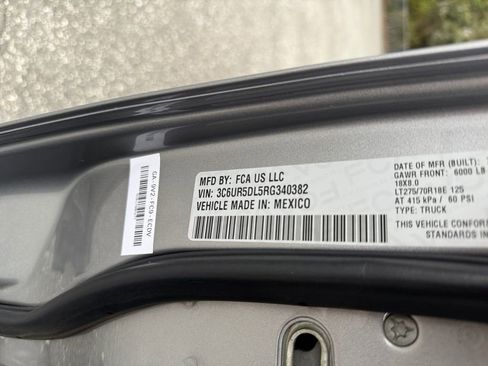 MFD BY: FCA US LLC
VIN: 3C6UR5DL5RG340382
VEHICLE MADE IN: MEXICO
DATE OF MFR (BUILT):
GAWR FRONT: 6000 LB
18X8.0
LT275/70R18E 125
AT 415 kPa / 60 PSI
TYPE: TRUCK
THIS VEHICLE CONFORM
STANDARDS IN